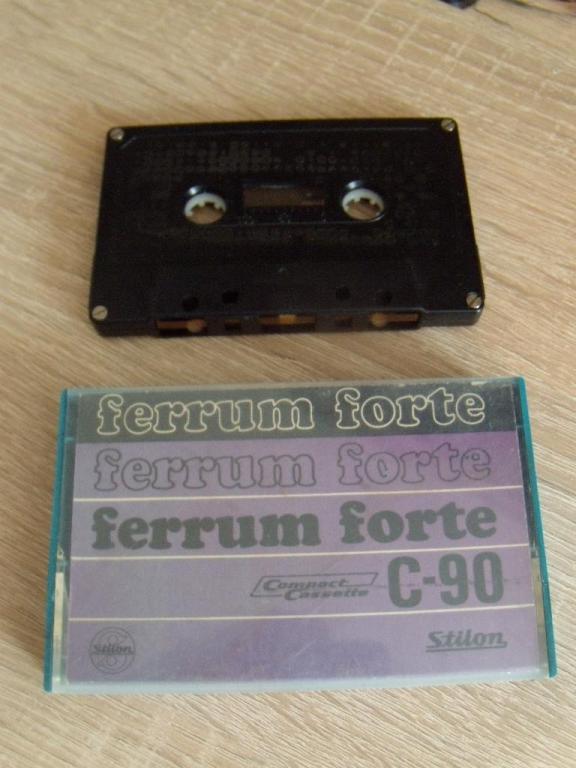 ferrum forte
ferrum forte
ferrum forte
Compact
Cassette
C-90
Stilon
Stilon